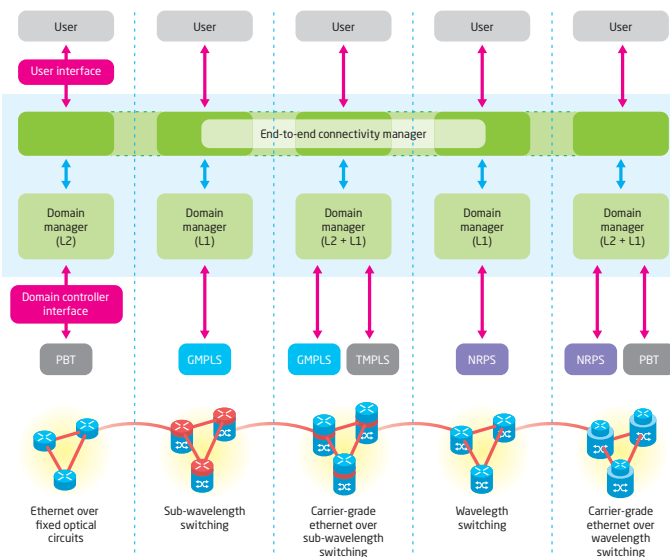 User
User
User
User
User
User interface
End-to-end connectivity manager
Domain
manager
(L2)
Domain
manager
(L1)
Domain
manager
(L2 + L1)
Domain
manager
(L1)
Domain
manager
(L2 + L1)
Domain controller
interface
PBT
GMPLS
GMPLS
TMPLS
NRPS
NRPS
PBT
Ethernet over
fixed optical
circuits
Sub-wavelength
switching
Carrier-grade
ethernet over
sub-wavelength
switching
Wavelegth
switching
Carrier-grade
ethernet over
wavelength
switching